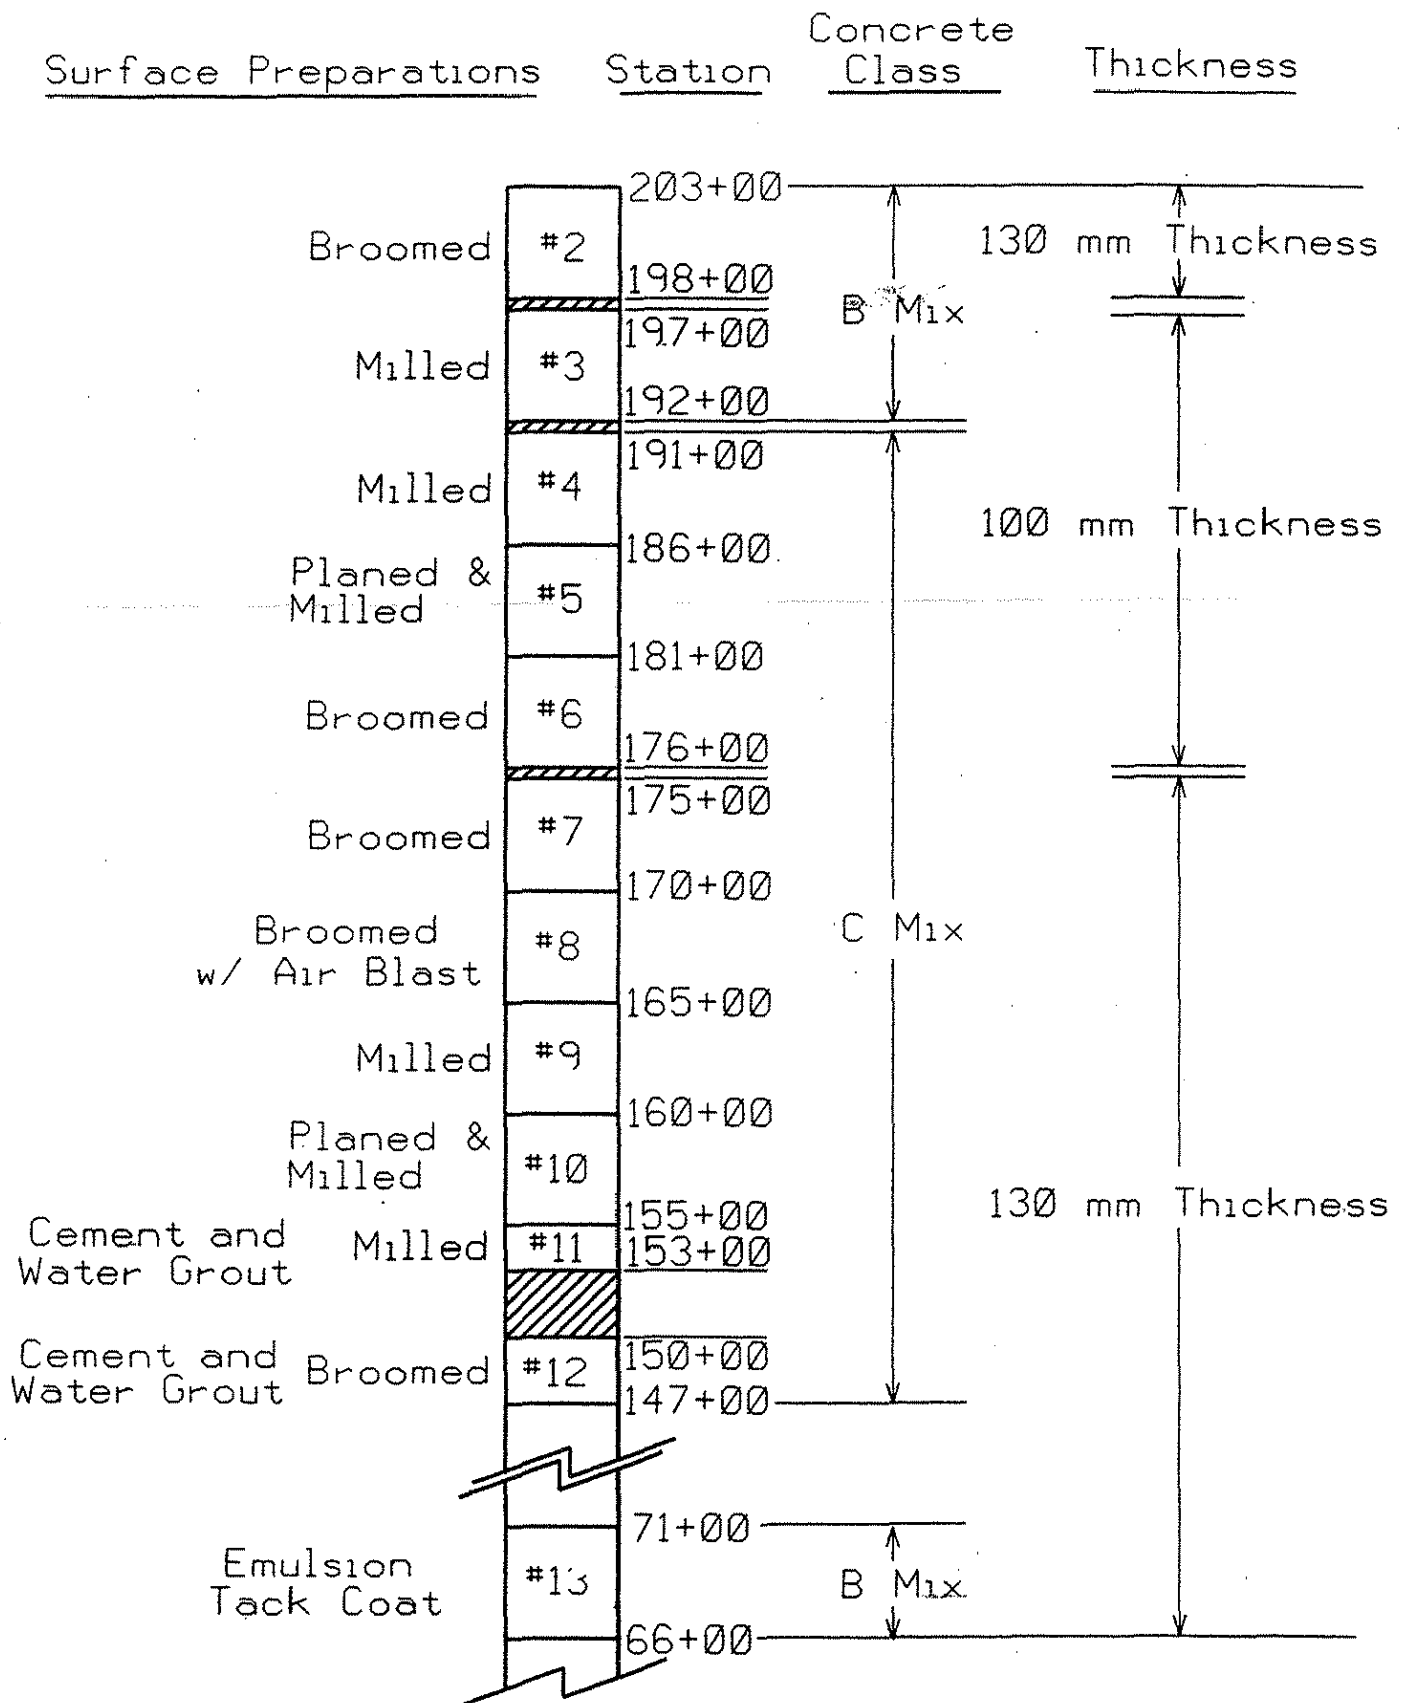 Concrete
Surface Preparations Station Class Thickness
203+00
Broomed #2 130 mm Thickness
198+00
B Mix
197+00
Milled #3
192+00
191+00
Milled #4
100 mm Thickness
186+00
Planed &
Milled #5
181+00
Broomed #6
176+00
175+00
Broomed #7
170+00
Broomed
w/ Air Blast #8 C Mix
165+00
Milled #9
160+00
Planed &
Milled #10
155+00 130 mm Thickness
Cement and
Water Grout Milled #11 153+00
Cement and
Water Grout Broomed #12 150+00
147+00
71+00
Emulsion
Tack Coat #13 B Mix
66+00